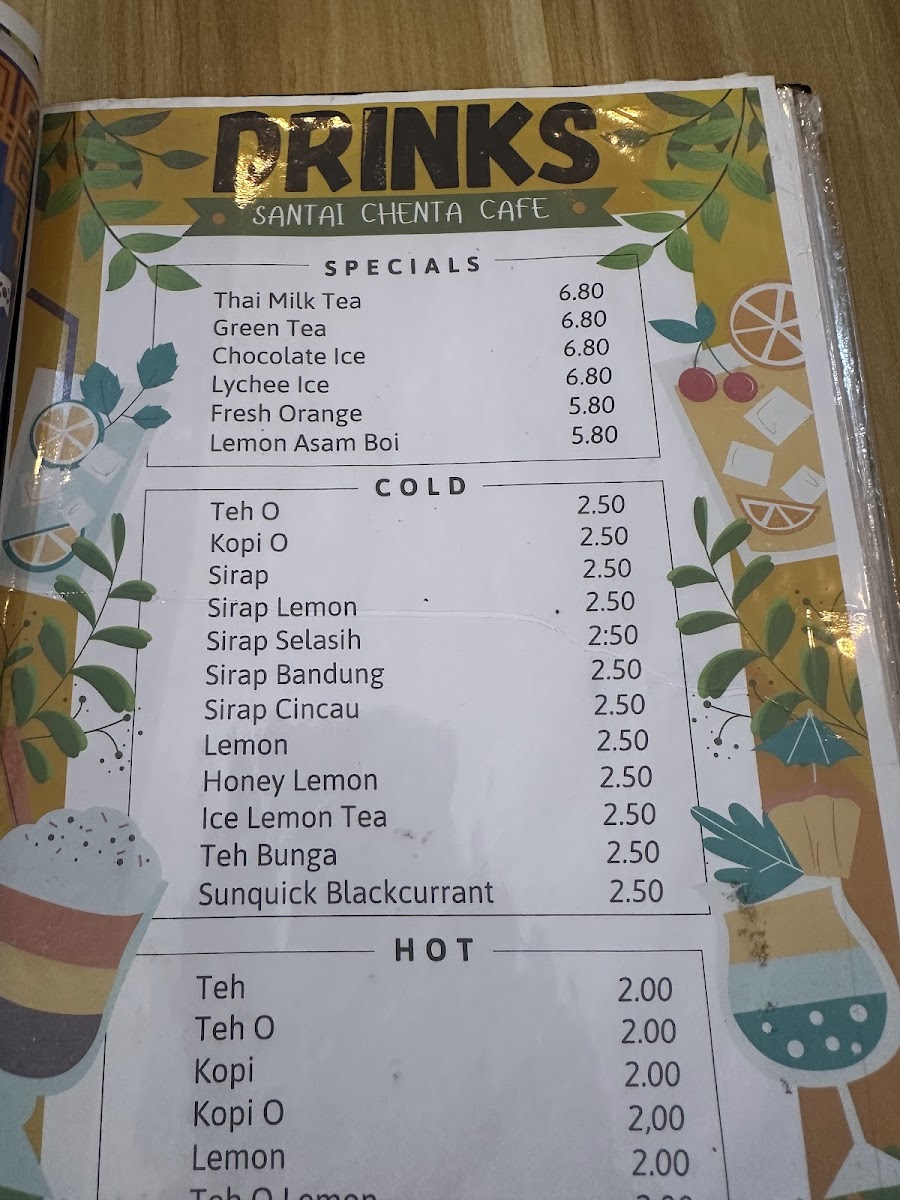 DRINKS
SANTAI CHENTA CAFE
SPECIALS
Thai Milk Tea 6.80
Green Tea 6.80
Chocolate Ice 6.80
Lychee Ice 6.80
Fresh Orange 5.80
Lemon Asam Boi 5.80
COLD
Teh O 2.50
Kopi O 2.50
Sirap 2.50
Sirap Lemon 2.50
Sirap Selasih 2:50
Sirap Bandung 2.50
Sirap Cincau 2.50
Lemon 2.50
Honey Lemon 2.50
Ice Lemon Tea 2.50
Teh Bunga 2.50
Sunquick Blackcurrant 2.50
HOT
Teh 2.00
Teh O 2.00
Kopi 2.00
Kopi O 2,00
Lemon 2.00
Teh O Lemon